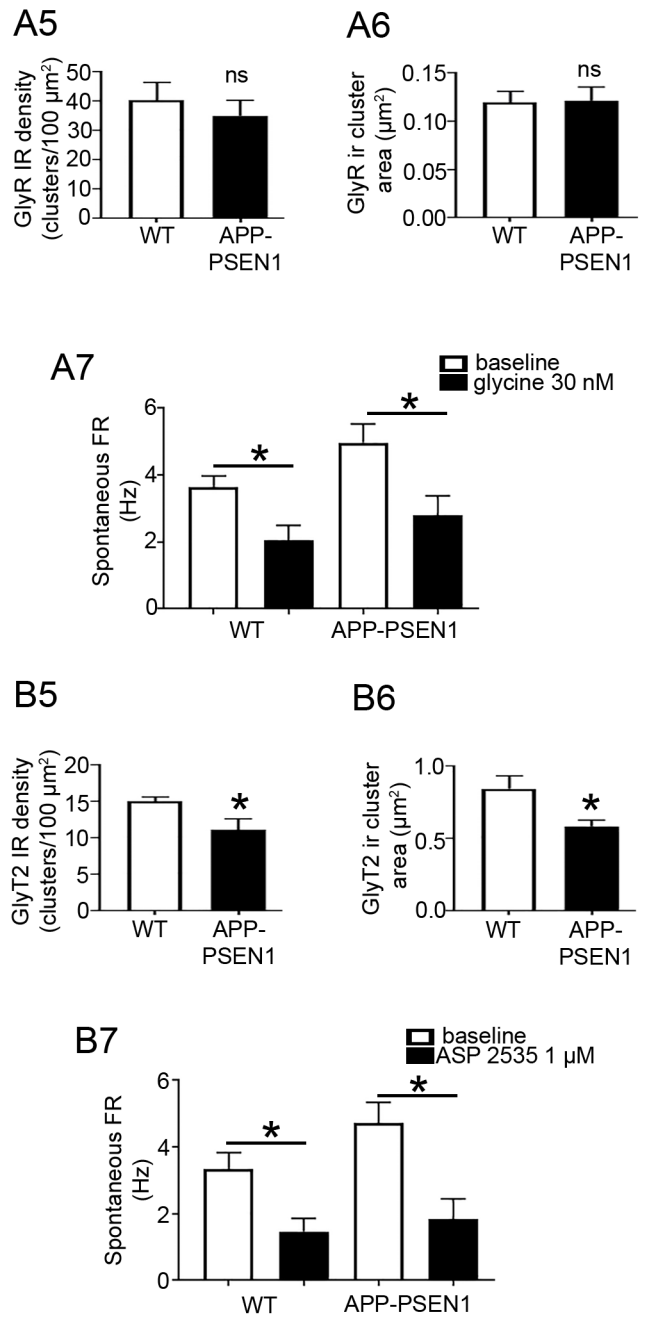 A5
GlyR IR density
(clusters/100 µm²)
50
40
30
20
10
0
ns
WT
APP-
PSEN1
A6
GlyR ir cluster
area (µm²)
0.15
0.10
0.05
0.00
ns
WT
APP-
PSEN1
A7
baseline
glycine 30 nM
Spontaneous FR
(Hz)
6
4
2
0
*
*
WT
APP-PSEN1
B5
GlyT2 IR density
(clusters/100 µm²)
20
15
10
5
0
*
WT
APP-
PSEN1
B6
GlyT2 ir cluster
area (µm²)
1.0
0.5
0.0
*
WT
APP-
PSEN1
B7
baseline
ASP 2535 1 µM
Spontaneous FR
(Hz)
6
4
2
0
*
*
WT
APP-PSEN1